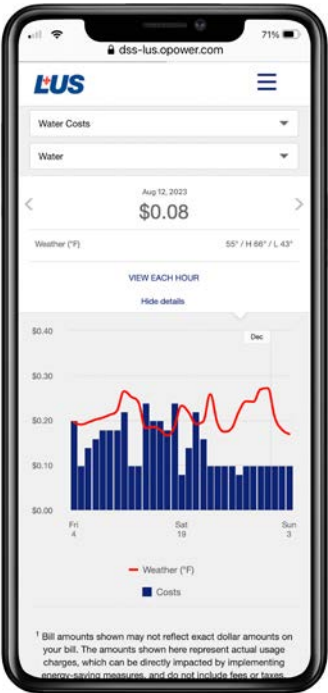 71%
dss-lus.opower.com
LUS
Water Costs
Water
Aug 12, 2023
$0.08
Weather (°F) 55° / H 66° / L 43°
VIEW EACH HOUR
Hide details
$0.40
Dec
$0.30
$0.20
$0.10
$0.00
Fri Sat Sun
4 19 3
Weather (°F)
Costs
1 Bill amounts shown may not reflect exact dollar amounts on
your bill. The amounts shown here represent actual usage
charges, which can be directly impacted by implementing
energy-saving measures, and do not include fees or taxes.